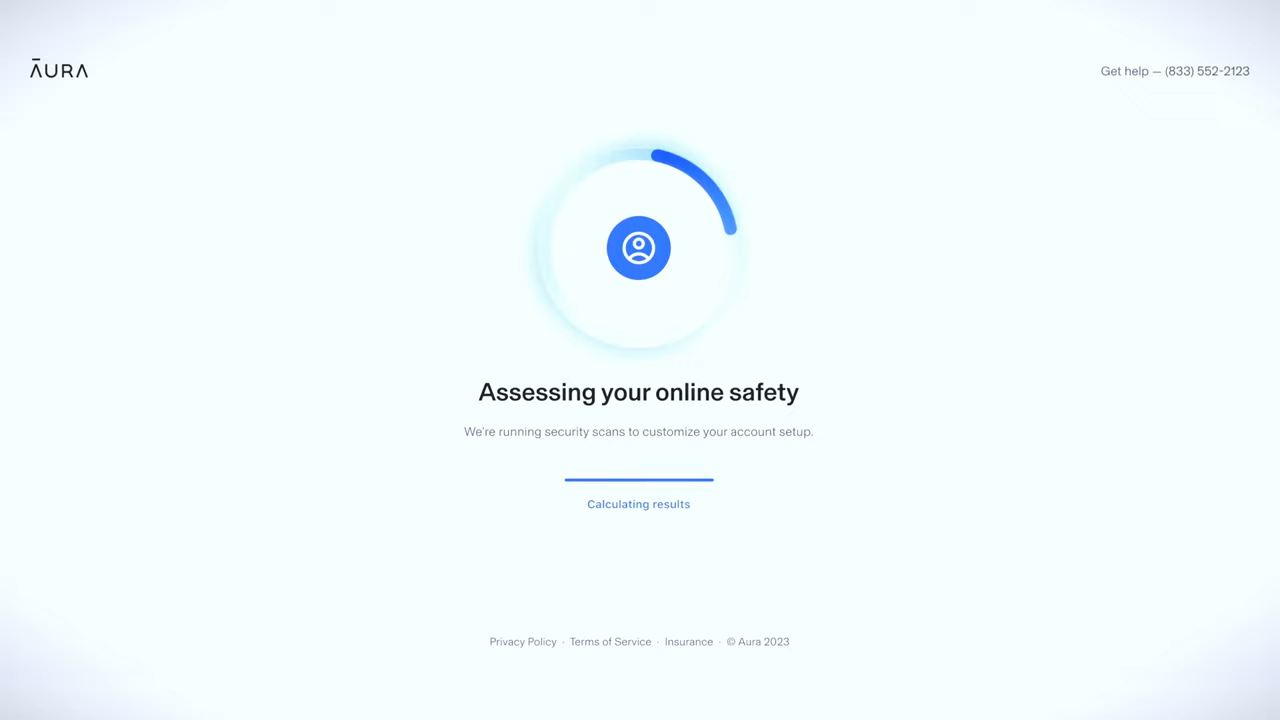 ĀURA
Get help — (833) 552-2123
Assessing your online safety
We're running security scans to customize your account setup.
Calculating results
Privacy Policy · Terms of Service · Insurance · © Aura 2023